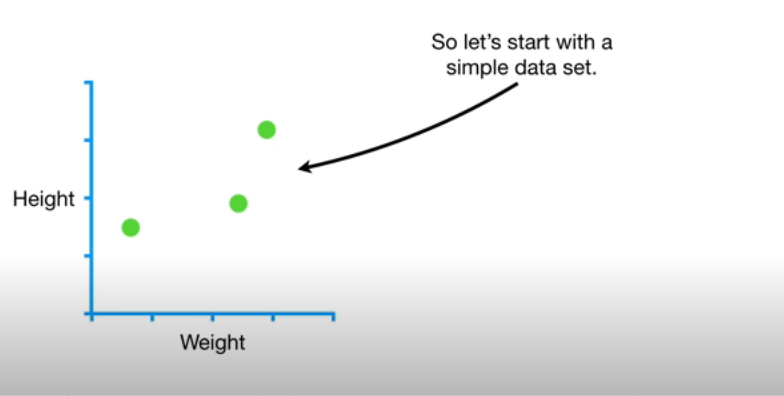 So let's start with a
simple data set.
Height
Weight